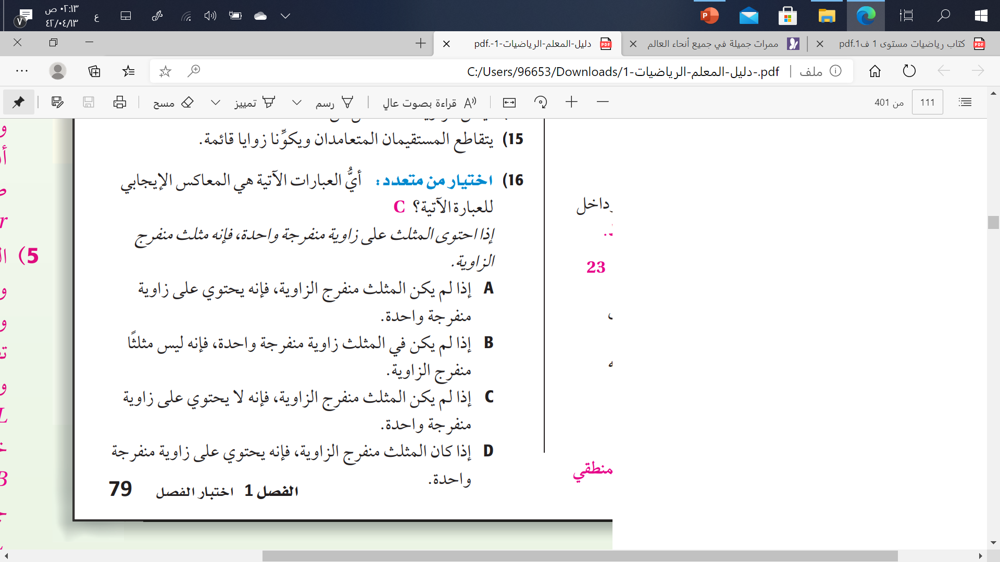 ٠٢:١٣ ص
٤٢/٠٤/١٣
ع
كتاب رياضيات مستوى 1 ف1.pdf
ممرات جميلة في جميع أنحاء العالم
دليل-المعلم-الرياضيات-1-.pdf
ملف
C:/Users/96653/Downloads/دليل-المعلم-الرياضيات-1-.pdf
111
من 401
قراءة بصوت عالٍ
رسم
تمييز
مسح
15) يتقاطع المستقيمان المتعامدان ويكوِّنا زوايا قائمة.
16) اختيار من متعدد: أيُّ العبارات الآتية هي المعاكس الإيجابي
للعبارة الآتية؟ C
إذا احتوى المثلث على زاوية منفرجة واحدة، فإنه مثلث منفرج
الزاوية.
A إذا لم يكن المثلث منفرج الزاوية، فإنه يحتوي على زاوية
منفرجة واحدة.
B إذا لم يكن في المثلث زاوية منفرجة واحدة، فإنه ليس مثلثًا
منفرج الزاوية.
C إذا لم يكن المثلث منفرج الزاوية، فإنه لا يحتوي على زاوية
منفرجة واحدة.
D إذا كان المثلث منفرج الزاوية، فإنه يحتوي على زاوية منفرجة
واحدة.
الفصل 1 اختبار الفصل 79
داخل
23
منطقي
r
5)
L
B